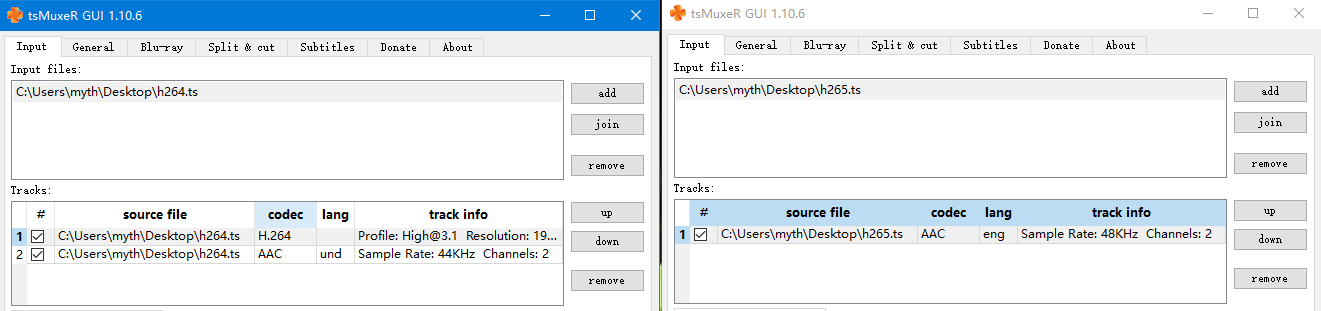 tsMuxeR GUI 1.10.6
Input General Blu-ray Split & cut Subtitles Donate About
Input files:
C:\Users\myth\Desktop\h264.ts
add
join
remove
Tracks:
# source file codec lang track info
1 C:\Users\myth\Desktop\h264.ts H.264 Profile: High@3.1 Resolution: 19...
2 C:\Users\myth\Desktop\h264.ts AAC und Sample Rate: 44KHz Channels: 2
up
down
remove
tsMuxeR GUI 1.10.6
Input General Blu-ray Split & cut Subtitles Donate About
Input files:
C:\Users\myth\Desktop\h265.ts
add
join
remove
Tracks:
# source file codec lang track info
1 C:\Users\myth\Desktop\h265.ts AAC eng Sample Rate: 48KHz Channels: 2
up
down
remove